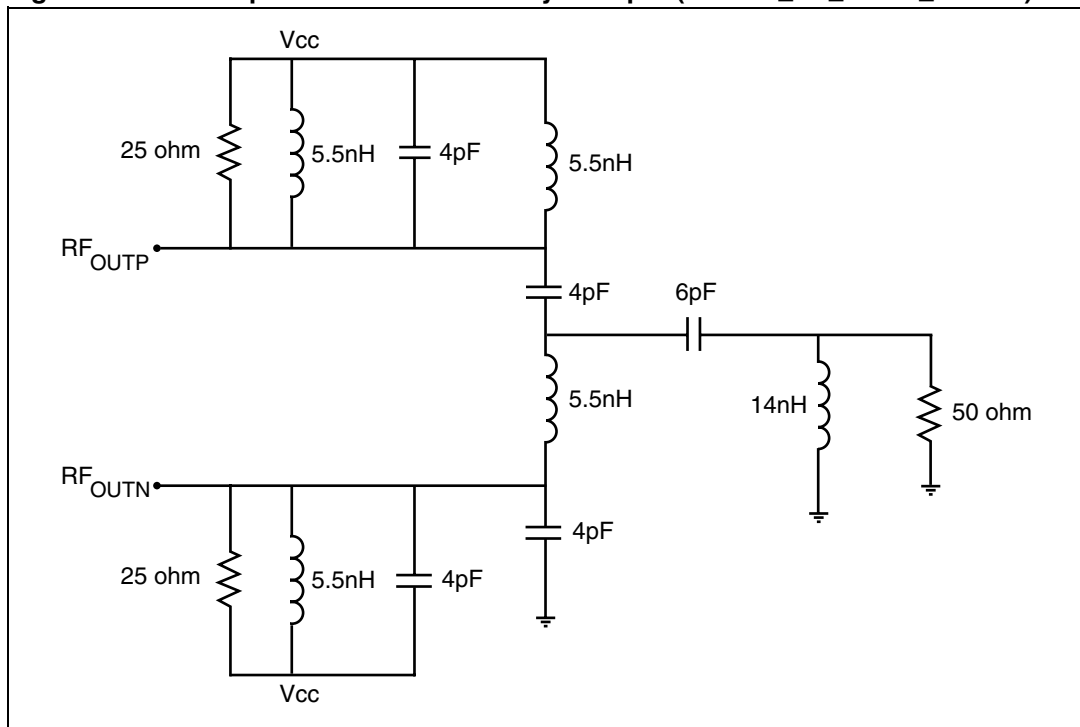 Vcc
25 ohm
5.5nH
4pF
5.5nH
RFOUTP
4pF
6pF
5.5nH
14nH
50 ohm
RFOUTN
4pF
25 ohm
5.5nH
4pF
Vcc